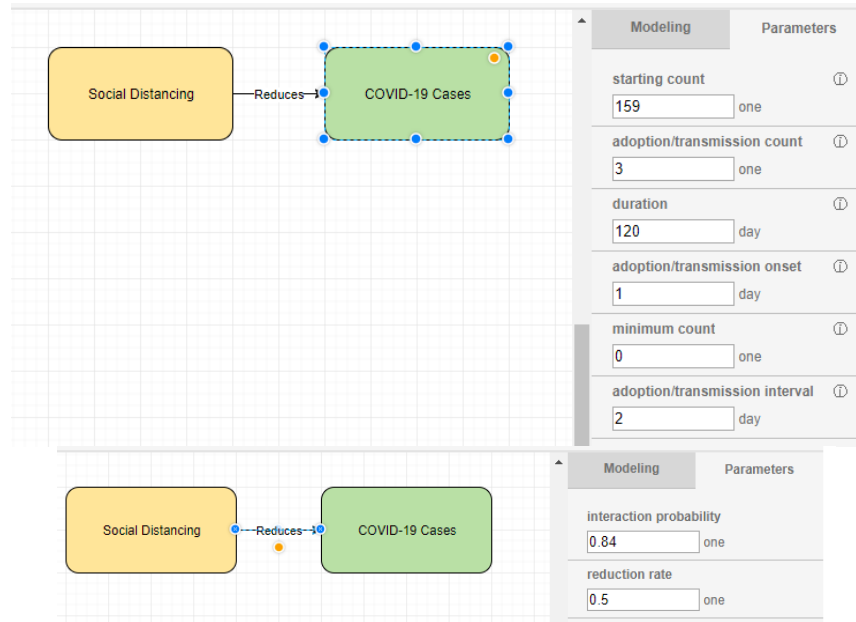 Modeling Parameters
Social Distancing Reduces COVID-19 Cases
starting count
159 one
adoption/transmission count
3 one
duration
120 day
adoption/transmission onset
1 day
minimum count
0 one
adoption/transmission interval
2 day
Modeling Parameters
Social Distancing Reduces COVID-19 Cases
interaction probability
0.84 one
reduction rate
0.5 one